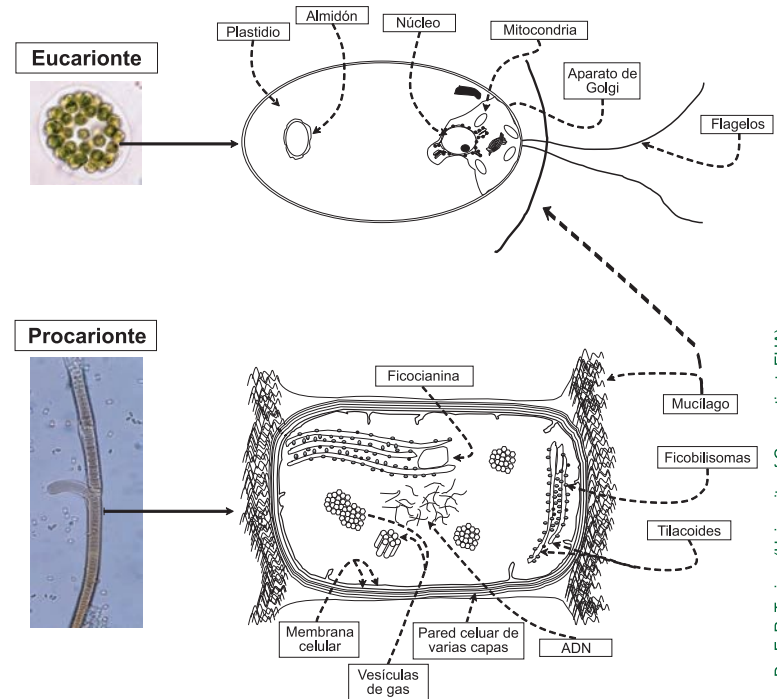 Eucarionte
Plastidio
Almidón
Núcleo
Mitocondria
Aparato de
Golgi
Flagelos
Procarionte
Ficocianina
Mucílago
Ficobilisomas
Tilacoides
Membrana
celular
Pared celuar de
varias capas
ADN
Vesículas
de gas